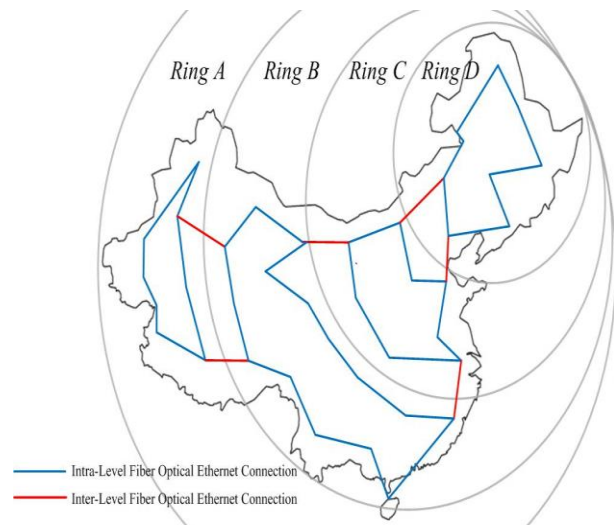 Ring A Ring B Ring C Ring D
Intra-Level Fiber Optical Ethernet Connection
Inter-Level Fiber Optical Ethernet Connection